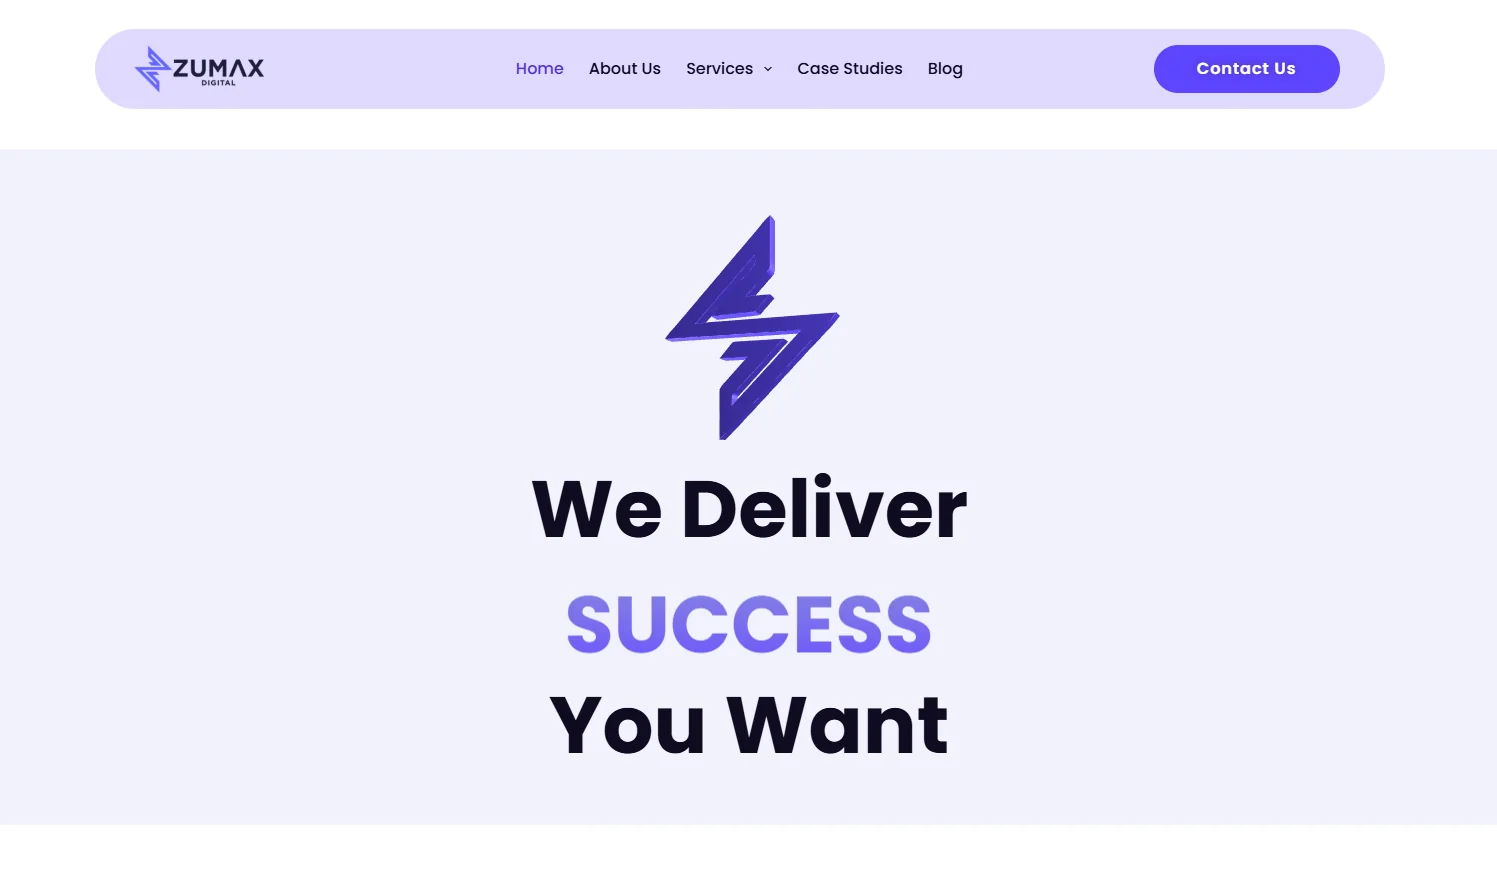 ZUMAX
DIGITAL
Home About Us Services Case Studies Blog
Contact Us
We Deliver
SUCCESS
You Want